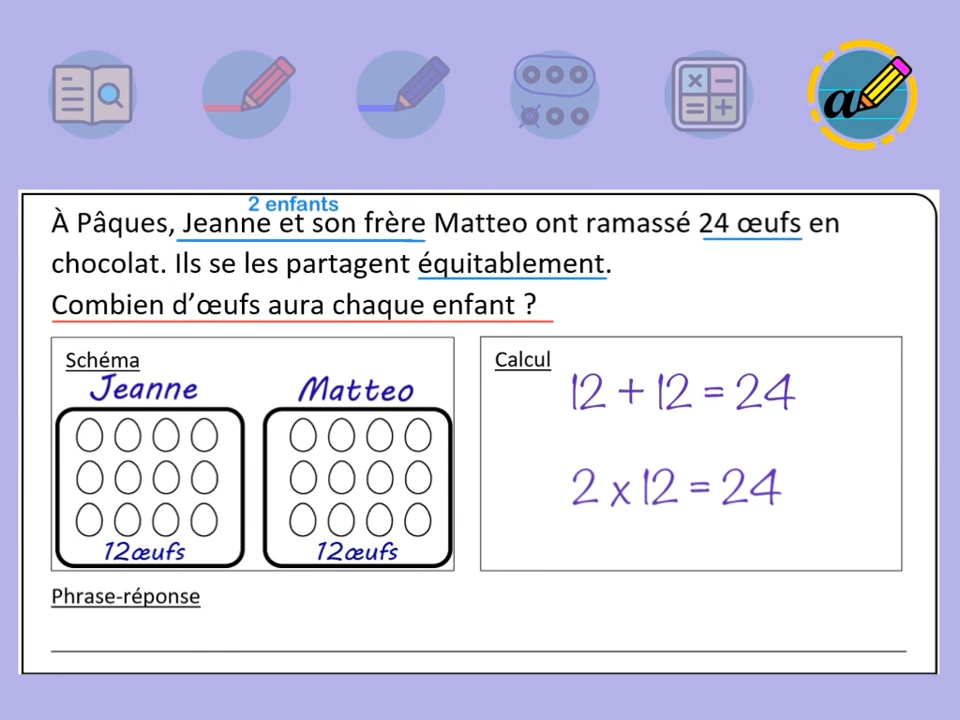 a
2 enfants
À Pâques, Jeanne et son frère Matteo ont ramassé 24 œufs en
chocolat. Ils se les partagent équitablement.
Combien d’œufs aura chaque enfant ?
Schéma
Jeanne
Matteo
12œufs
12œufs
Calcul
12 + 12 = 24
2 x 12 = 24
Phrase-réponse